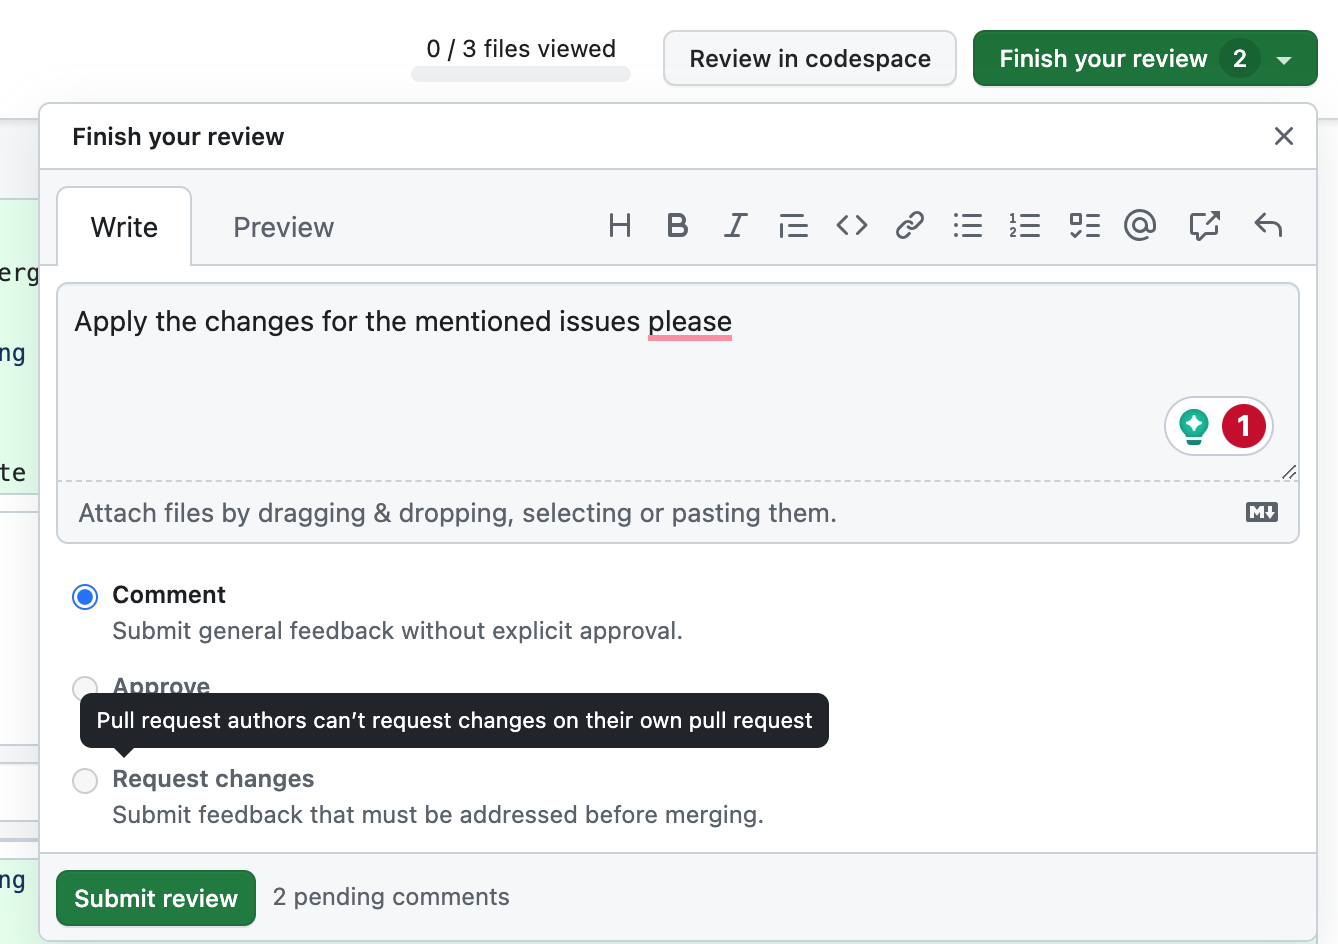 0 / 3 files viewed
Review in codespace
Finish your review 2
Finish your review
Write
Preview
Apply the changes for the mentioned issues please
1
Attach files by dragging & dropping, selecting or pasting them.
M
Comment
Submit general feedback without explicit approval.
Approve
Pull request authors can’t request changes on their own pull request
Request changes
Submit feedback that must be addressed before merging.
Submit review
2 pending comments
erg
ng
te
ng